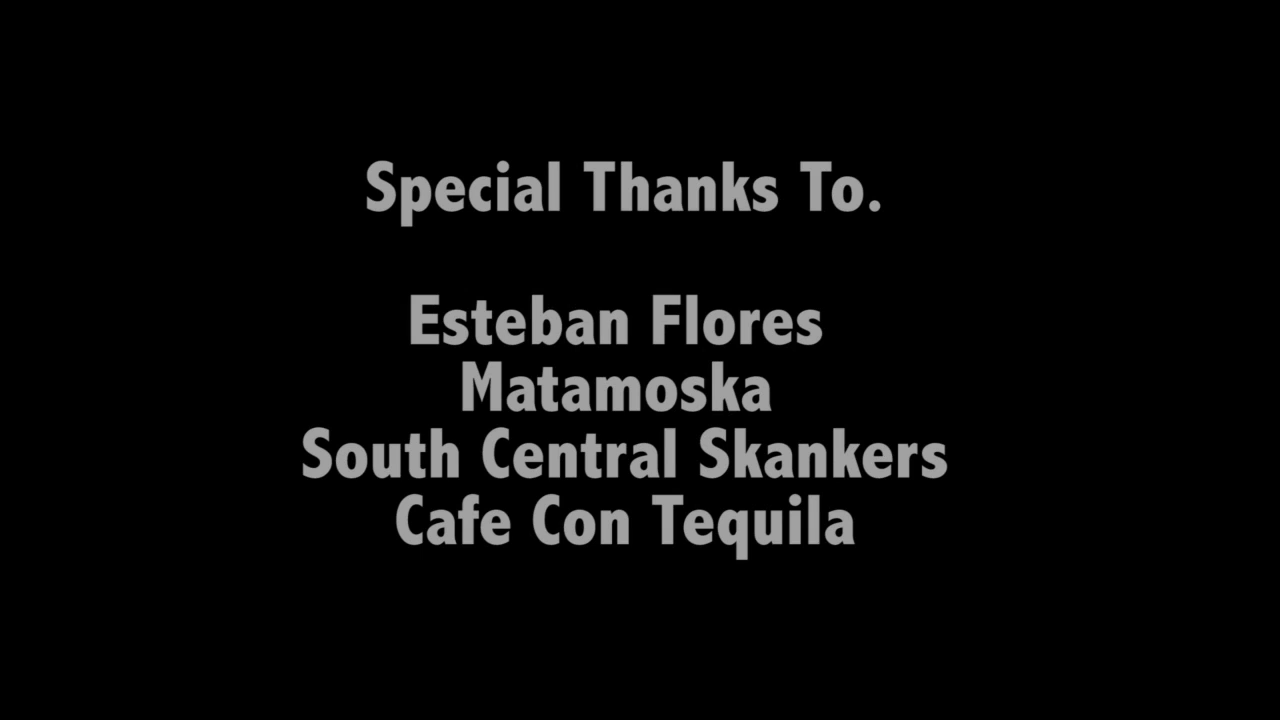 Special Thanks To.
Esteban Flores
Matamoska
South Central Skankers
Cafe Con Tequila